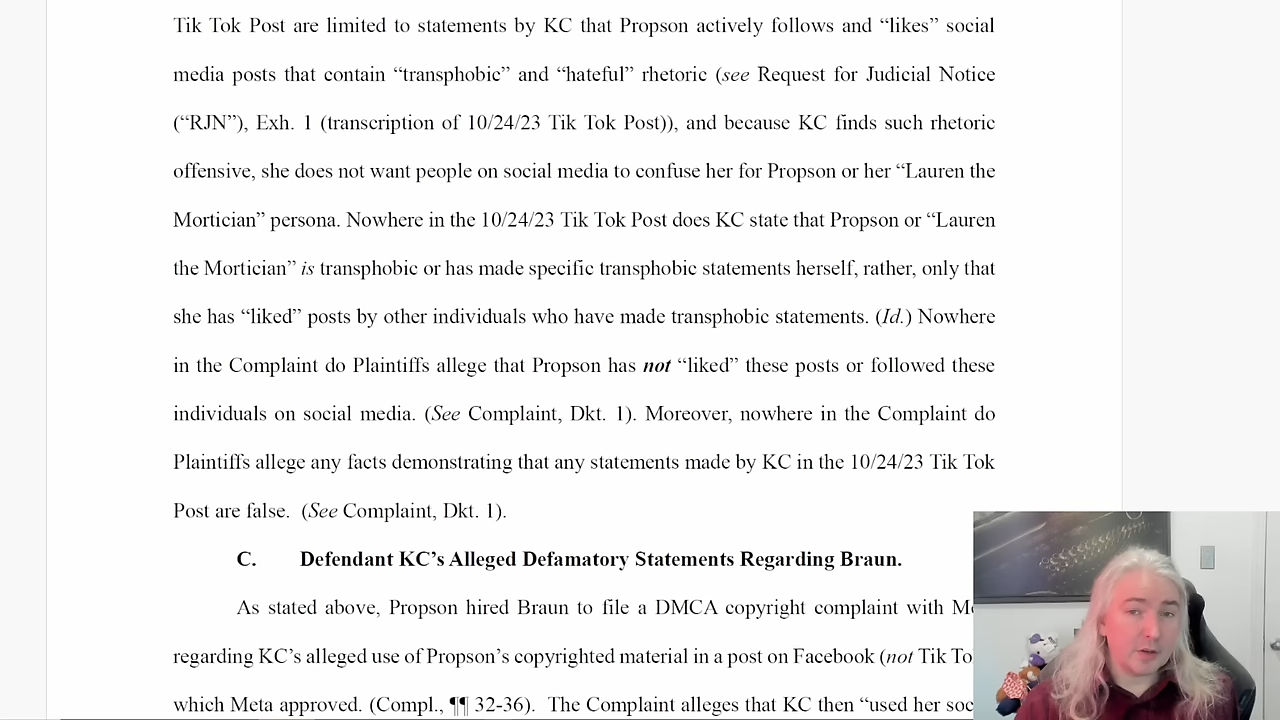 Tik Tok Post are limited to statements by KC that Propson actively follows and “likes” social
media posts that contain “transphobic” and “hateful” rhetoric (see Request for Judicial Notice
(“RJN”), Exh. 1 (transcription of 10/24/23 Tik Tok Post)), and because KC finds such rhetoric
offensive, she does not want people on social media to confuse her for Propson or her “Lauren the
Mortician” persona. Nowhere in the 10/24/23 Tik Tok Post does KC state that Propson or “Lauren
the Mortician” is transphobic or has made specific transphobic statements herself, rather, only that
she has “liked” posts by other individuals who have made transphobic statements. (Id.) Nowhere
in the Complaint do Plaintiffs allege that Propson has not “liked” these posts or followed these
individuals on social media. (See Complaint, Dkt. 1). Moreover, nowhere in the Complaint do
Plaintiffs allege any facts demonstrating that any statements made by KC in the 10/24/23 Tik Tok
Post are false. (See Complaint, Dkt. 1).
C. Defendant KC’s Alleged Defamatory Statements Regarding Braun.
As stated above, Propson hired Braun to file a DMCA copyright complaint with
regarding KC’s alleged use of Propson’s copyrighted material in a post on Facebook (not Tik
which Meta approved. (Compl., ¶¶ 32-36). The Complaint alleges that KC then “used her